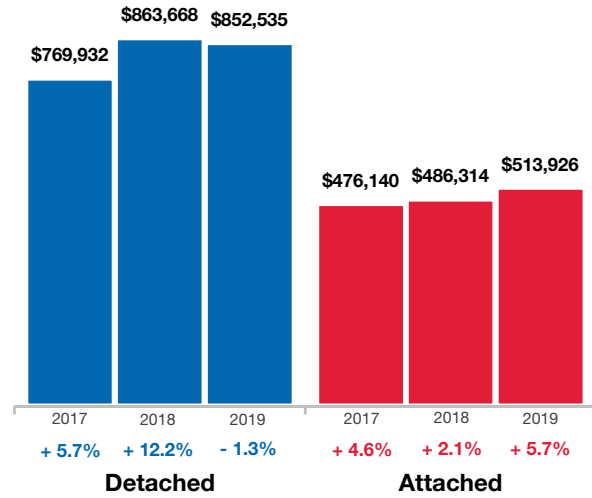 $769,932
$863,668
$852,535
$476,140
$486,314
$513,926
2017 2018 2019 2017 2018 2019
+ 5.7% + 12.2% - 1.3% + 4.6% + 2.1% + 5.7%
Detached Attached